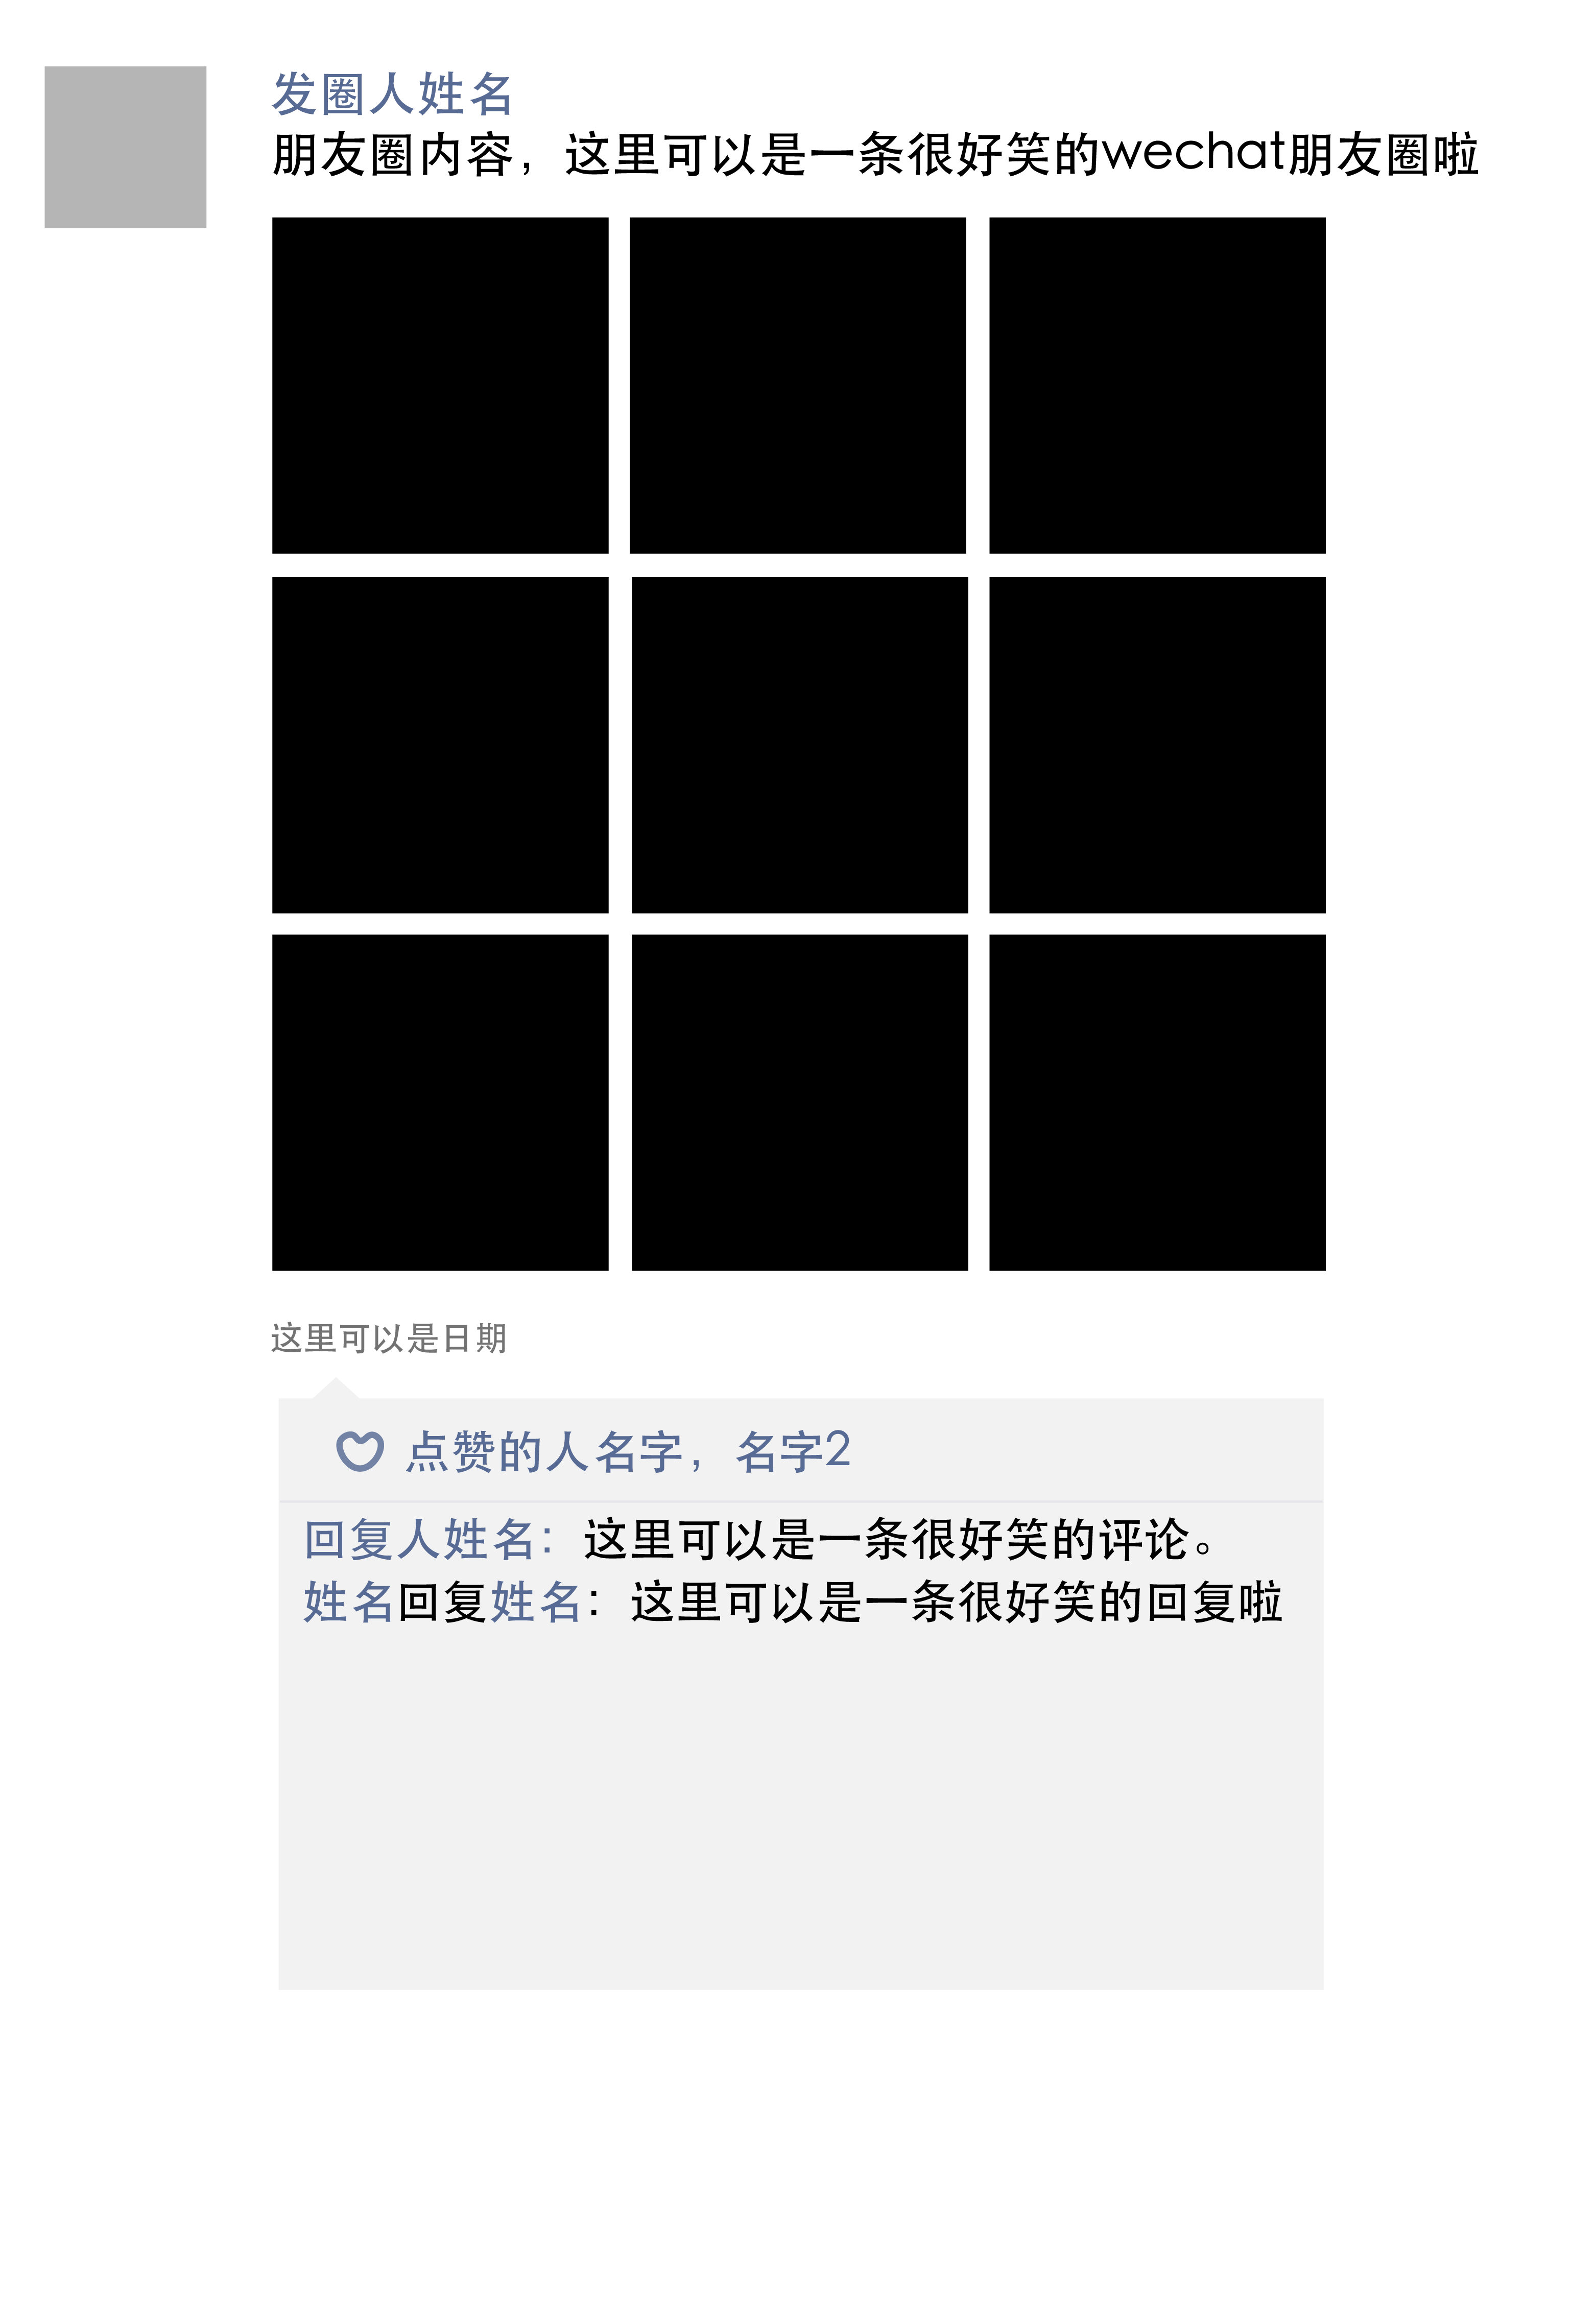 发圈人姓名
朋友圈内容，这里可以是一条很好笑的wechat朋友圈啦
这里可以是日期
点赞的人名字，名字2
回复人姓名：这里可以是一条很好笑的评论。
姓名回复姓名：这里可以是一条很好笑的回复啦